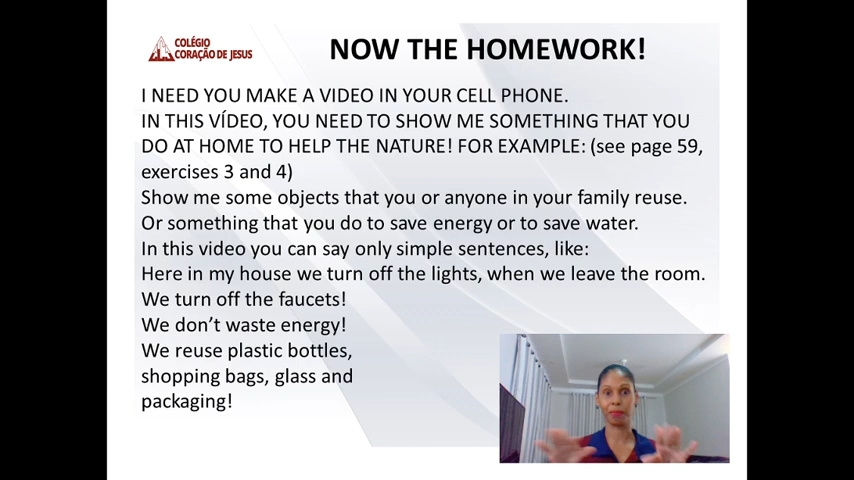 COLÉGIO
CORAÇÃO DE JESUS
NOW THE HOMEWORK!
I NEED YOU MAKE A VIDEO IN YOUR CELL PHONE.
IN THIS VÍDEO, YOU NEED TO SHOW ME SOMETHING THAT YOU
DO AT HOME TO HELP THE NATURE! FOR EXAMPLE: (see page 59,
exercises 3 and 4)
Show me some objects that you or anyone in your family reuse.
Or something that you do to save energy or to save water.
In this video you can say only simple sentences, like:
Here in my house we turn off the lights, when we leave the room.
We turn off the faucets!
We don’t waste energy!
We reuse plastic bottles,
shopping bags, glass and
packaging!